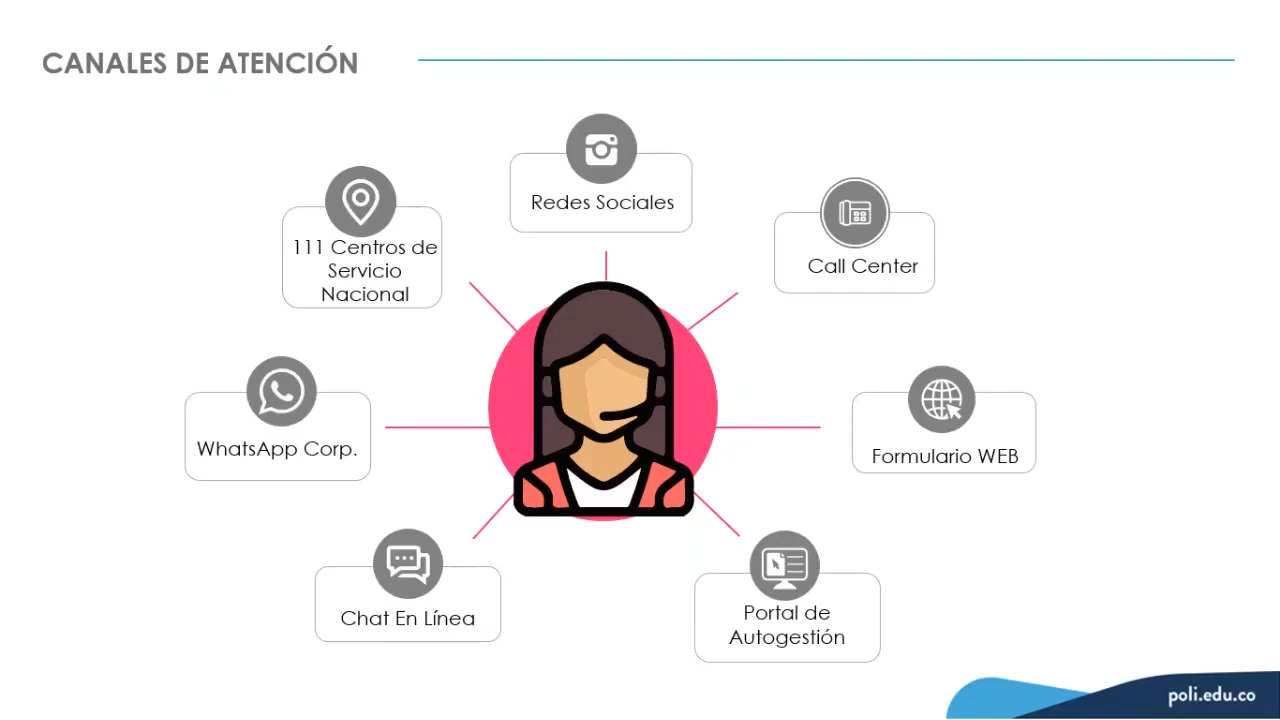 CANALES DE ATENCIÓN
Redes Sociales
111 Centros de
Servicio
Nacional
Call Center
WhatsApp Corp.
Formulario WEB
Chat En Línea
Portal de
Autogestión
poli.edu.co